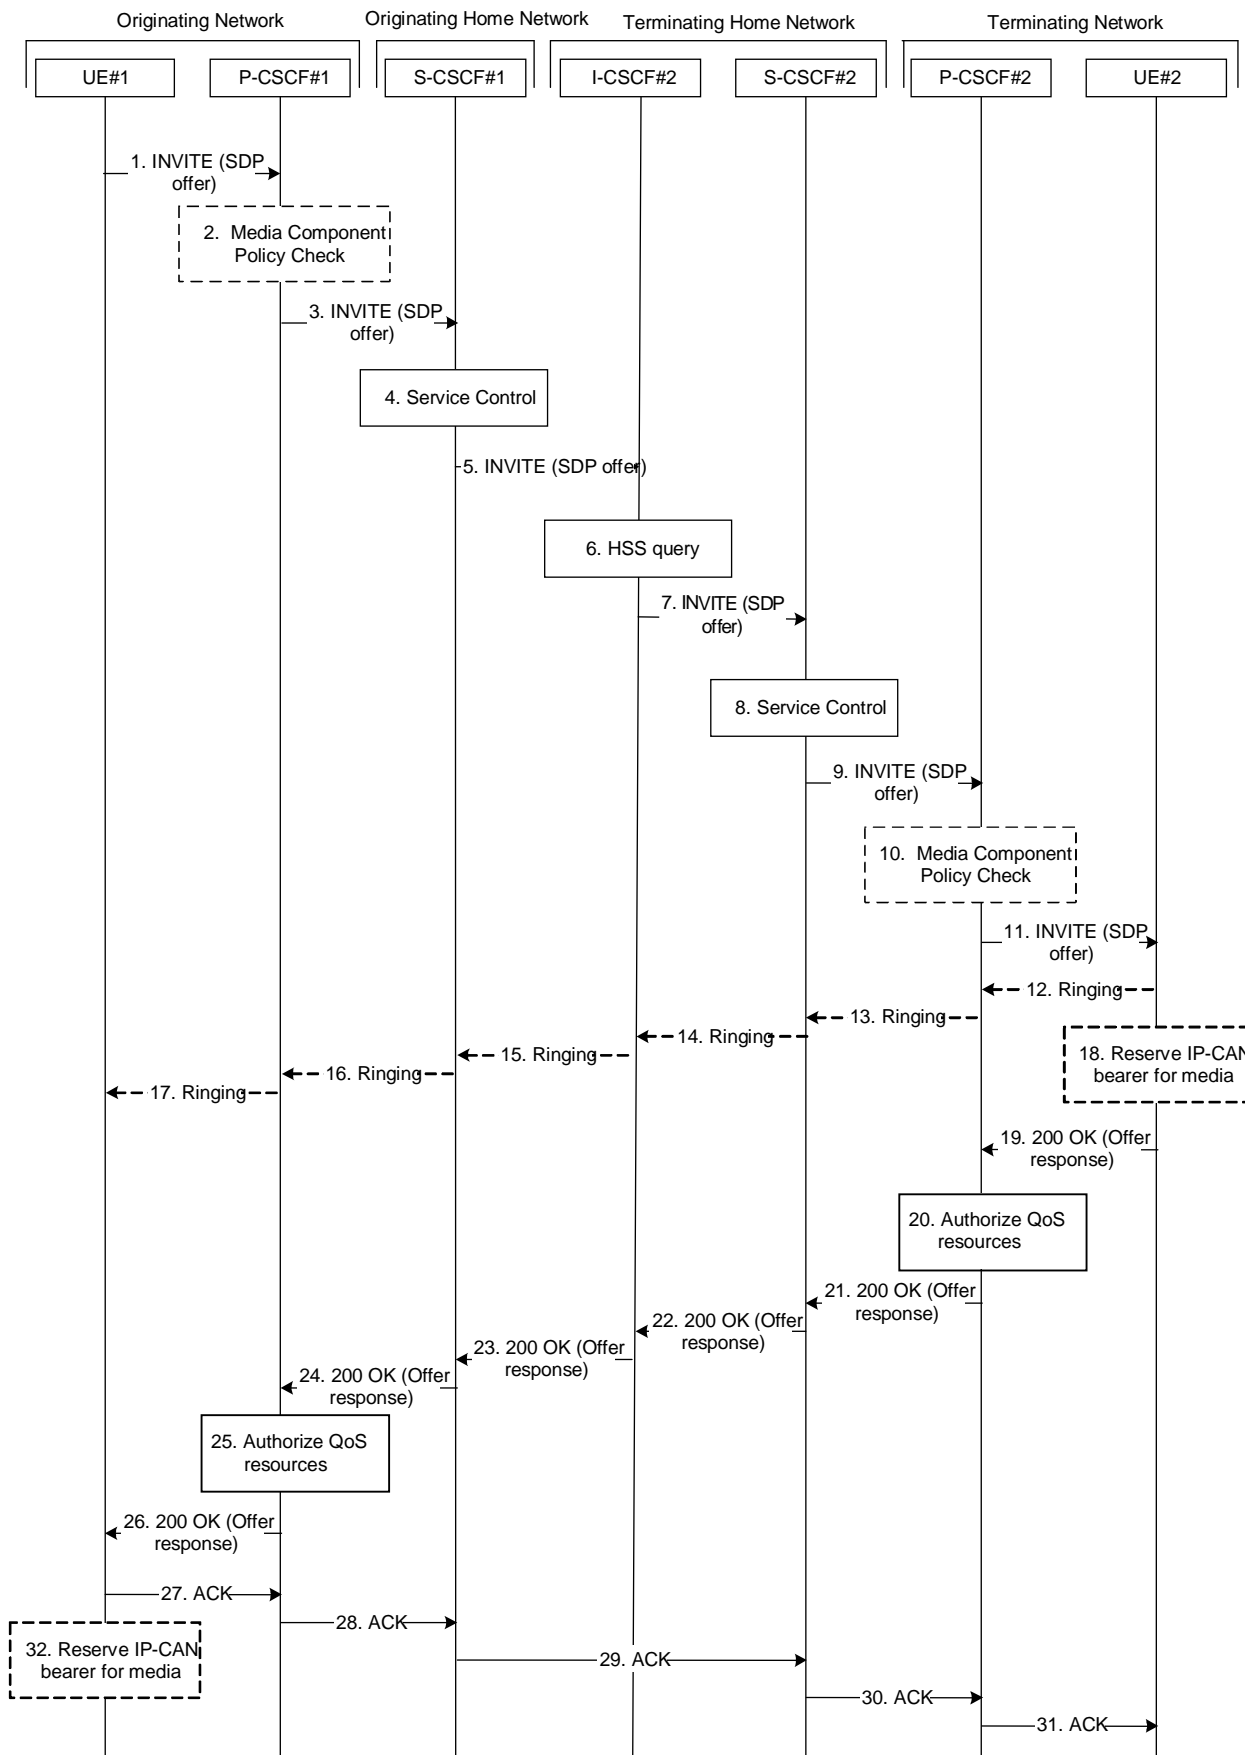 Originating Network
Originating Home Network
Terminating Home Network
Terminating Network
UE#1
P-CSCF#1
S-CSCF#1
I-CSCF#2
S-CSCF#2
P-CSCF#2
UE#2
1. INVITE (SDP
offer)
2. Media Component
Policy Check
3. INVITE (SDP
offer)
4. Service Control
5. INVITE (SDP offer)
6. HSS query
7. INVITE (SDP
offer)
8. Service Control
9. INVITE (SDP
offer)
10. Media Component
Policy Check
11. INVITE (SDP
offer)
12. Ringing
13. Ringing
14. Ringing
15. Ringing
16. Ringing
17. Ringing
18. Reserve IP-CAN
bearer for media
19. 200 OK (Offer
response)
20. Authorize QoS
resources
21. 200 OK (Offer
response)
22. 200 OK (Offer
response)
23. 200 OK (Offer
response)
24. 200 OK (Offer
response)
25. Authorize QoS
resources
26. 200 OK (Offer
response)
27. ACK
28. ACK
32. Reserve IP-CAN
bearer for media
29. ACK
30. ACK
31. ACK